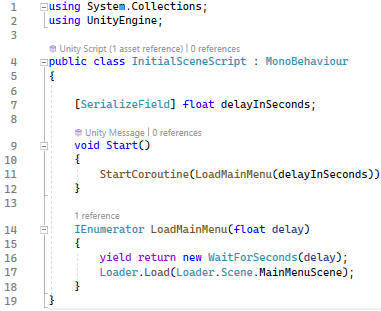 1 using System.Collections;
2 using UnityEngine;
3
Unity Script (1 asset reference) | 0 references
4 public class InitialSceneScript : MonoBehaviour
5 {
6
7 [SerializeField] float delayInSeconds;
8
Unity Message | 0 references
9 void Start()
10 {
11 StartCoroutine(LoadMainMenu(delayInSeconds))
12 }
13
1 reference
14 IEnumerator LoadMainMenu(float delay)
15 {
16 yield return new WaitForSeconds(delay);
17 Loader.Load(Loader.Scene.MainMenuScene);
18 }
19 }